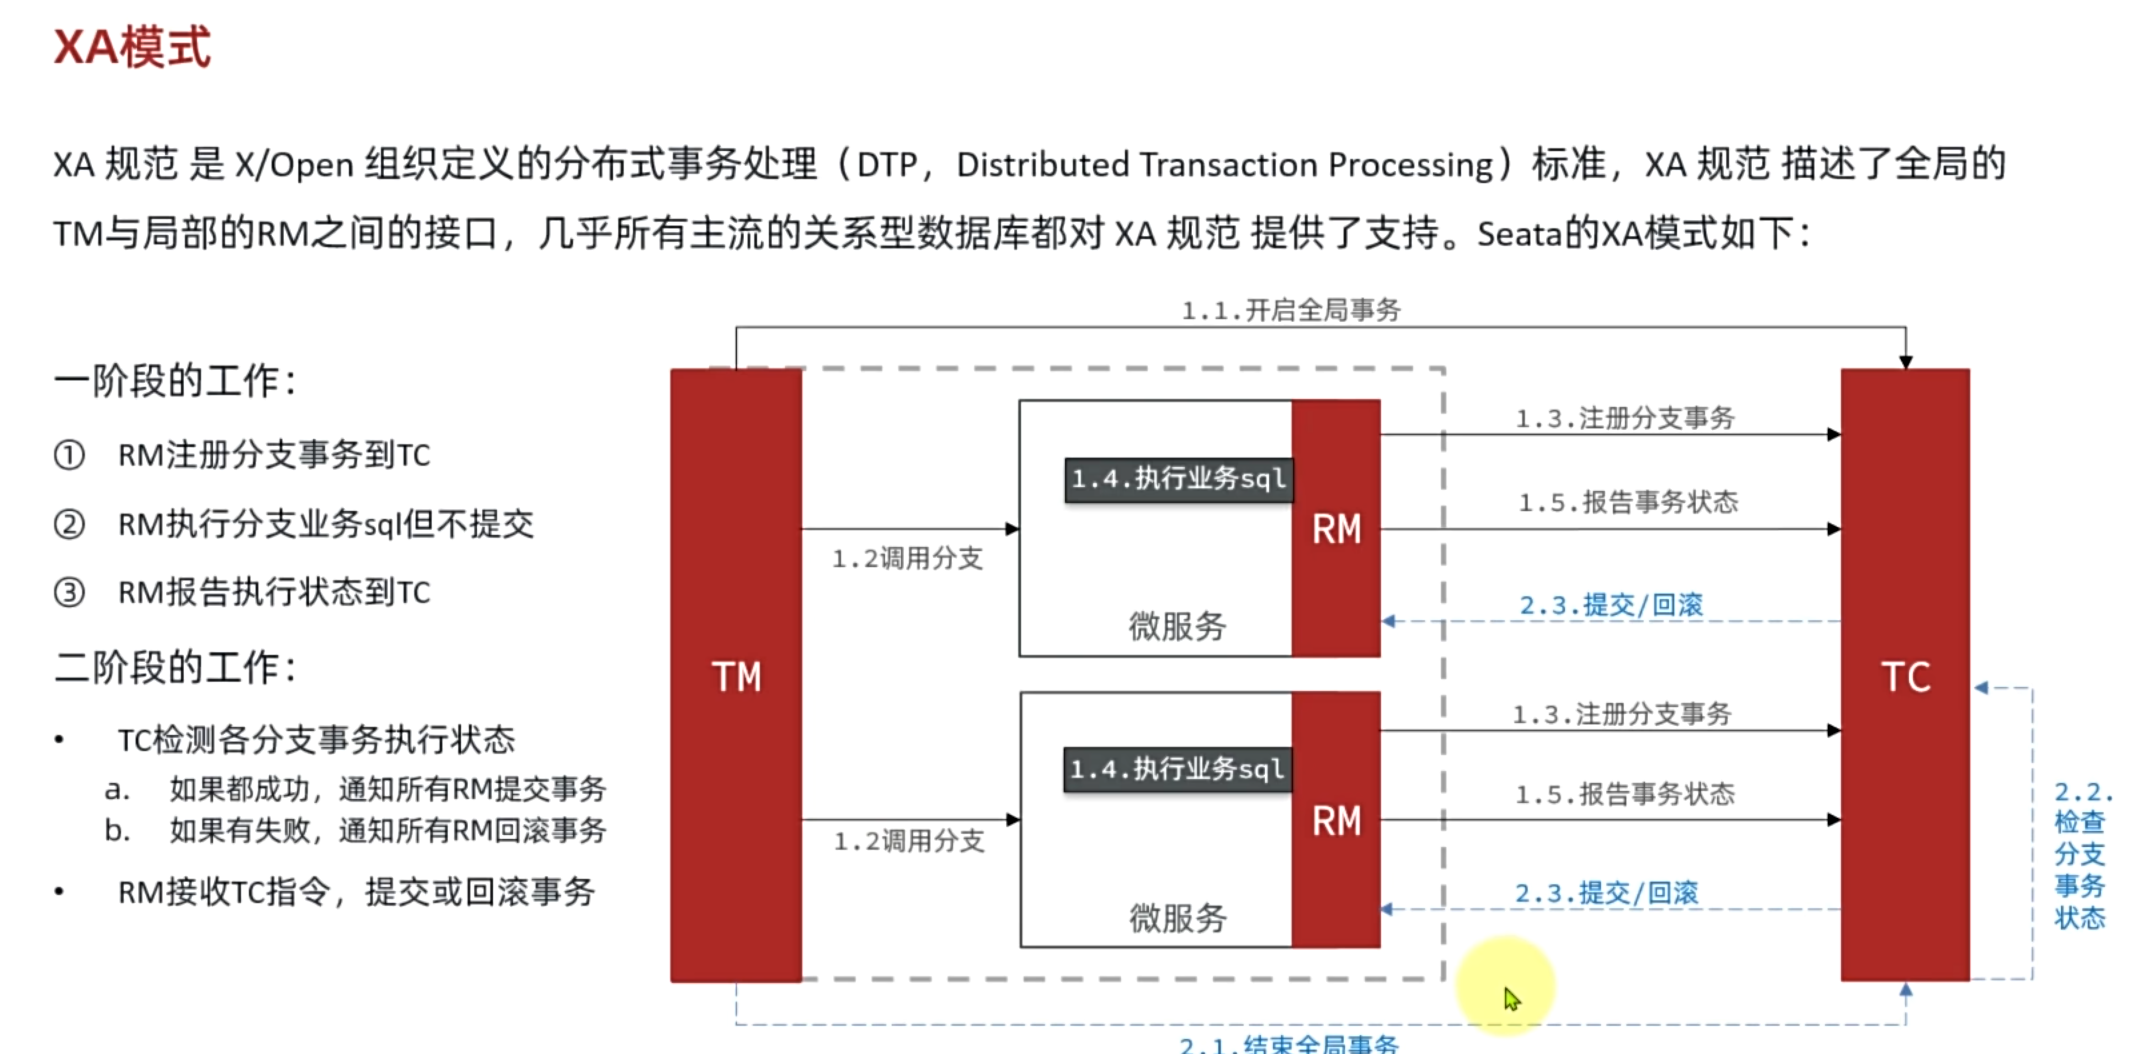 XA模式
XA 规范 是 X/Open 组织定义的分布式事务处理（DTP，Distributed Transaction Processing）标准，XA 规范 描述了全局的
TM与局部的RM之间的接口，几乎所有主流的关系型数据库都对 XA 规范 提供了支持。Seata的XA模式如下：
一阶段的工作：
① RM注册分支事务到TC
② RM执行分支业务sql但不提交
③ RM报告执行状态到TC
二阶段的工作：
• TC检测各分支事务执行状态
a. 如果都成功，通知所有RM提交事务
b. 如果有失败，通知所有RM回滚事务
• RM接收TC指令，提交或回滚事务
1.1.开启全局事务
TM
1.2调用分支
1.4.执行业务sql
微服务
RM
1.3.注册分支事务
1.5.报告事务状态
2.3.提交/回滚
1.2调用分支
1.4.执行业务sql
微服务
RM
1.3.注册分支事务
1.5.报告事务状态
2.3.提交/回滚
TC
2.2.
检查
分支
事务
状态
2.1.结束全局事务